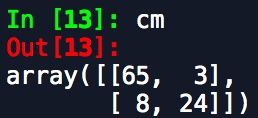 In [13]: cm
Out[13]:
array([[65,  3],
       [ 8, 24]])